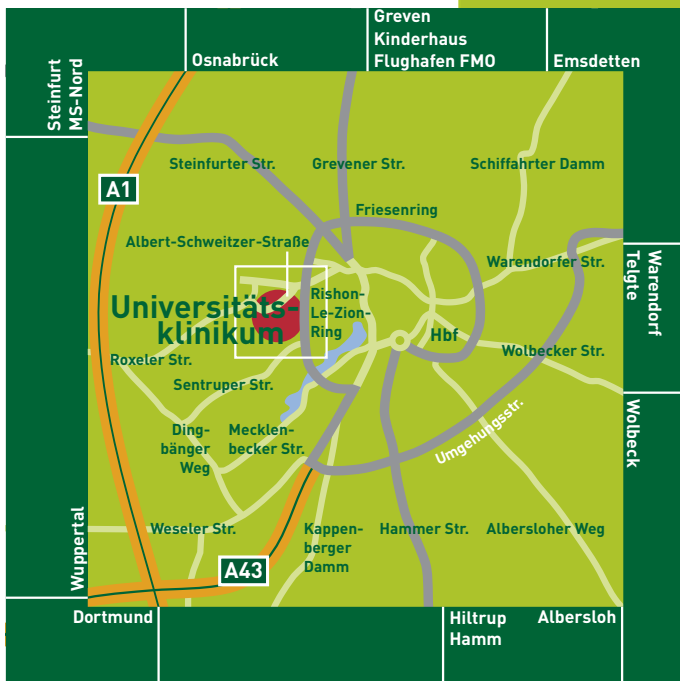 Greven
Kinderhaus
Flughafen FMO
Osnabrück
Emsdetten
Steinfurt
MS-Nord
Steinfurter Str.
Grevener Str.
Schiffahrter Damm
A1
Friesenring
Albert-Schweitzer-Straße
Warendorfer Str.
Warendorf
Telgte
Universitäts-
klinikum
Rishon-
Le-Zion-
Ring
Hbf
Roxeler Str.
Wolbecker Str.
Sentruper Str.
Umgehungsstr.
Wolbeck
Ding-
bänger
Weg
Mecklen-
becker Str.
Wuppertal
Weseler Str.
Kappen-
berger
Damm
Hammer Str.
Albersloher Weg
A43
Dortmund
Hiltrup
Hamm
Albersloh